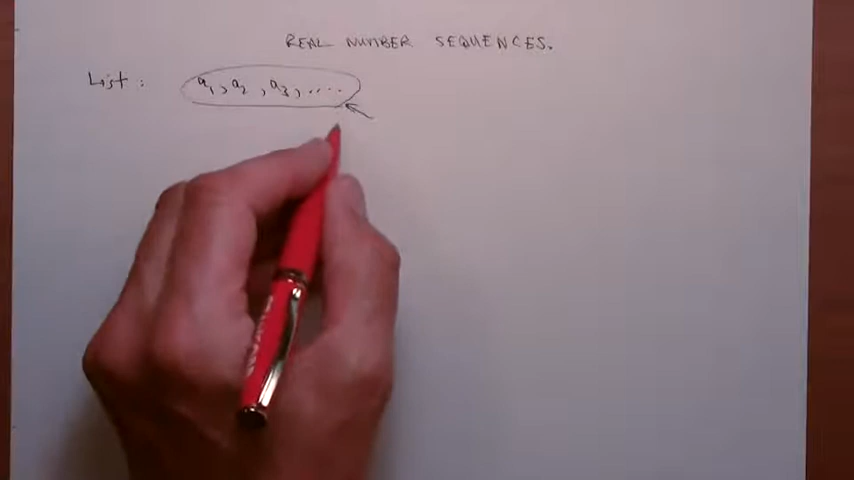 REAL NUMBER SEQUENCES.
List : a₁, a₂, a₃, ....